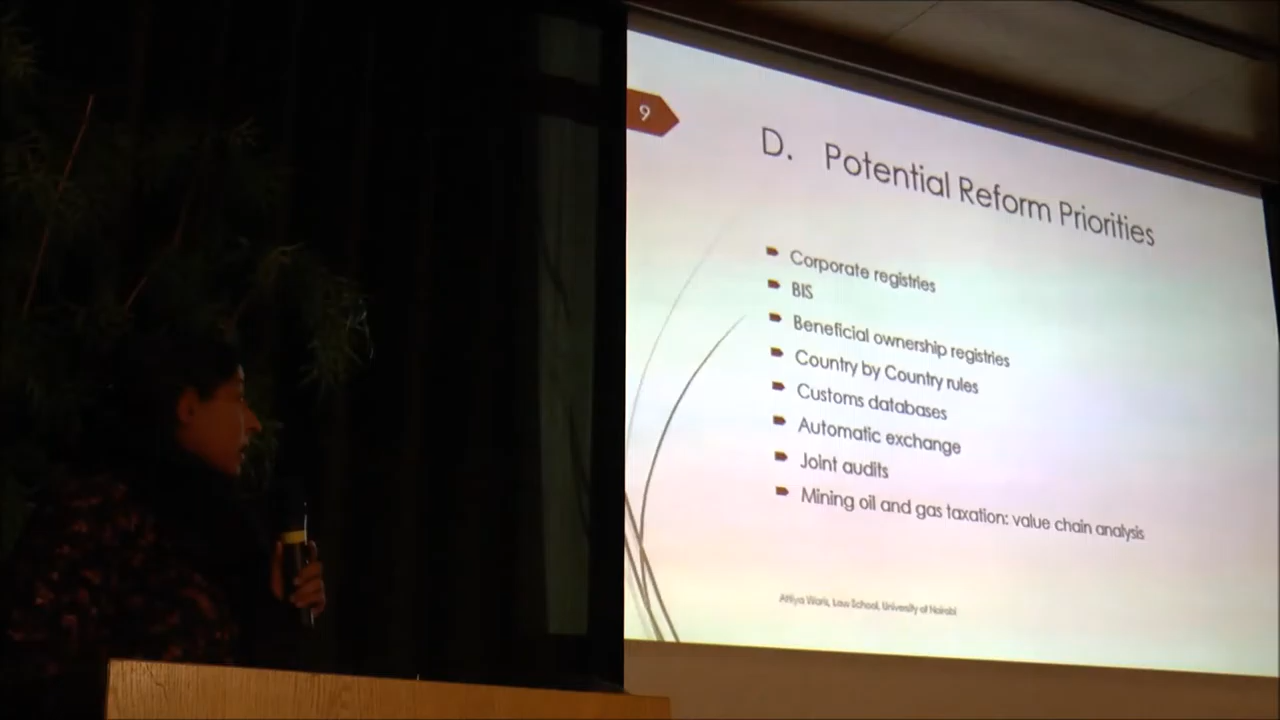 9
D. Potential Reform Priorities
Corporate registries
BIS
Beneficial ownership registries
Country by Country rules
Customs databases
Automatic exchange
Joint audits
Mining oil and gas taxation: value chain analysis
Attiya Waris, Law School, University of Nairobi